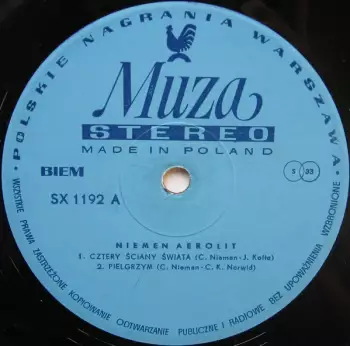 POLSKIE NAGRANIA WARSZAWA
Muza
STEREO
MADE IN POLAND
BIEM
S 33
SX 1192 A
NIEMEN AEROLIT
1. CZTERY ŚCIANY ŚWIATA (C. Niemen-J. Kofta)
2. PIELGRZYM (C. Niemen-C. K. Norwid)
WSZYSTKIE PRAWA ZASTRZEŻONE KOPIOWANIE ODTWARZANIE PUBLICZNE I RADIOWE BEZ UPOWAŻNIENIA WZBRONIONE